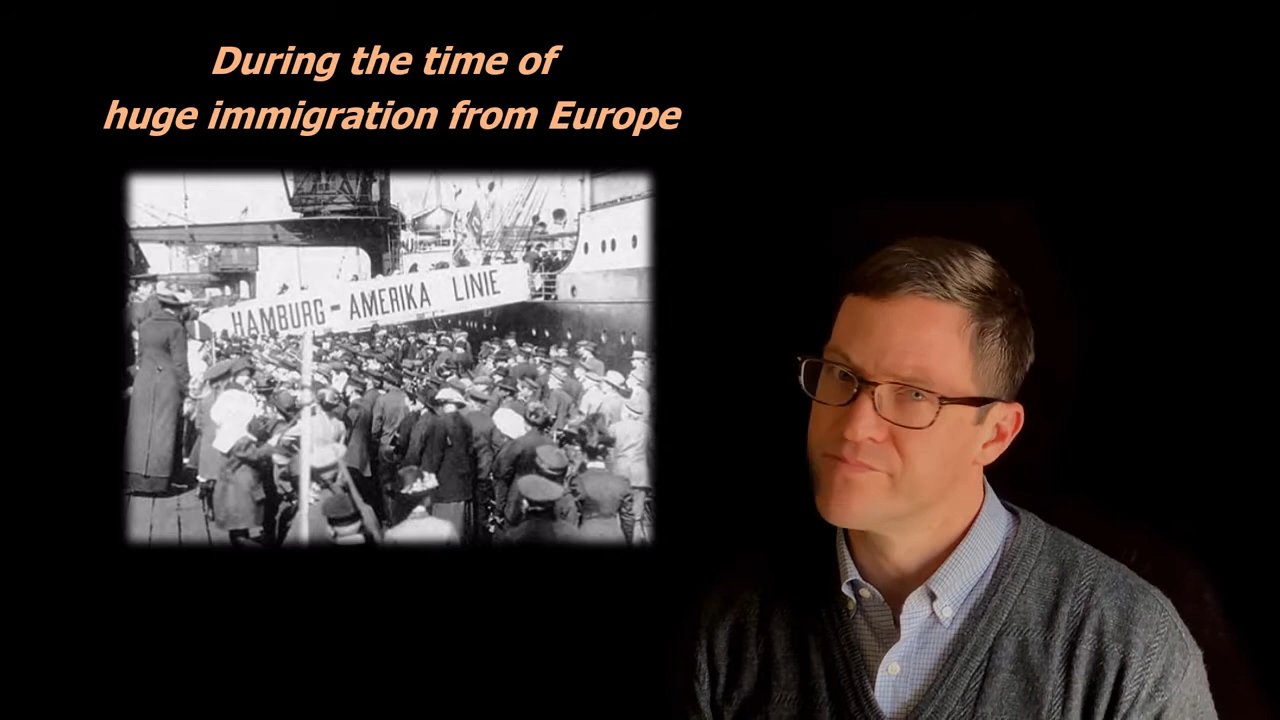 During the time of
huge immigration from Europe
HAMBURG - AMERIKA LINIE